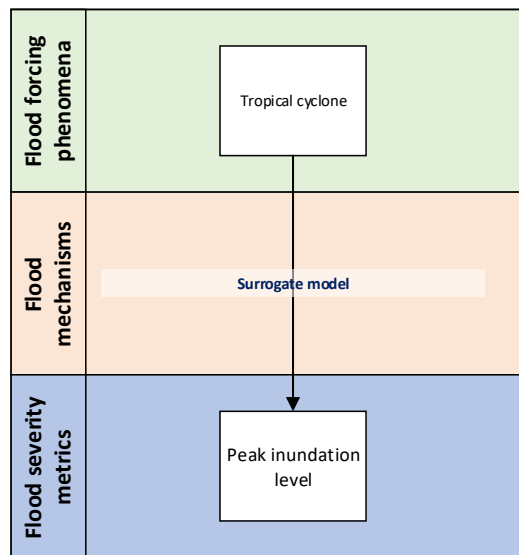 Flood forcing
phenomena
Tropical cyclone
Flood
mechanisms
Surrogate model
Flood severity
metrics
Peak inundation
level